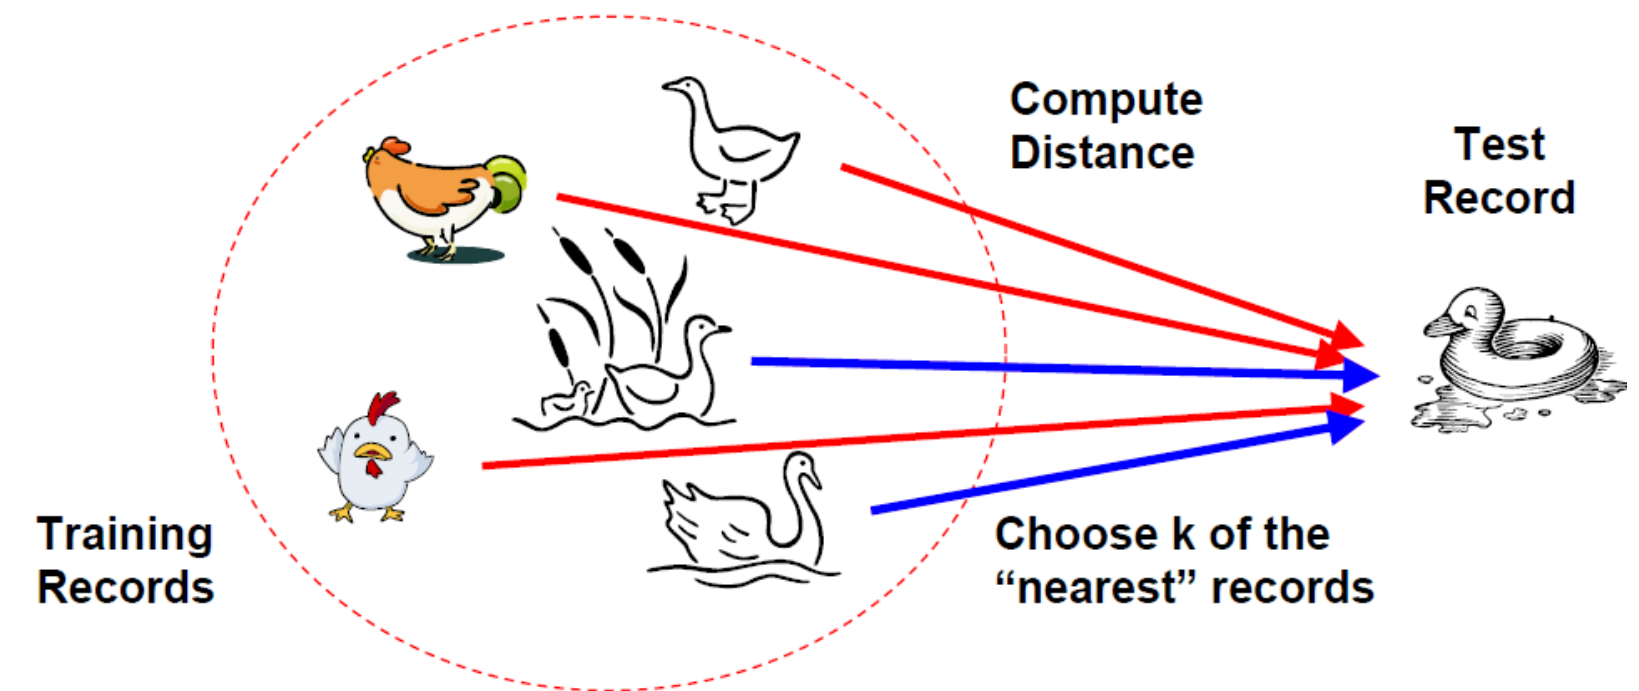 Compute
Distance
Test
Record
Training
Records
Choose k of the
“nearest” records